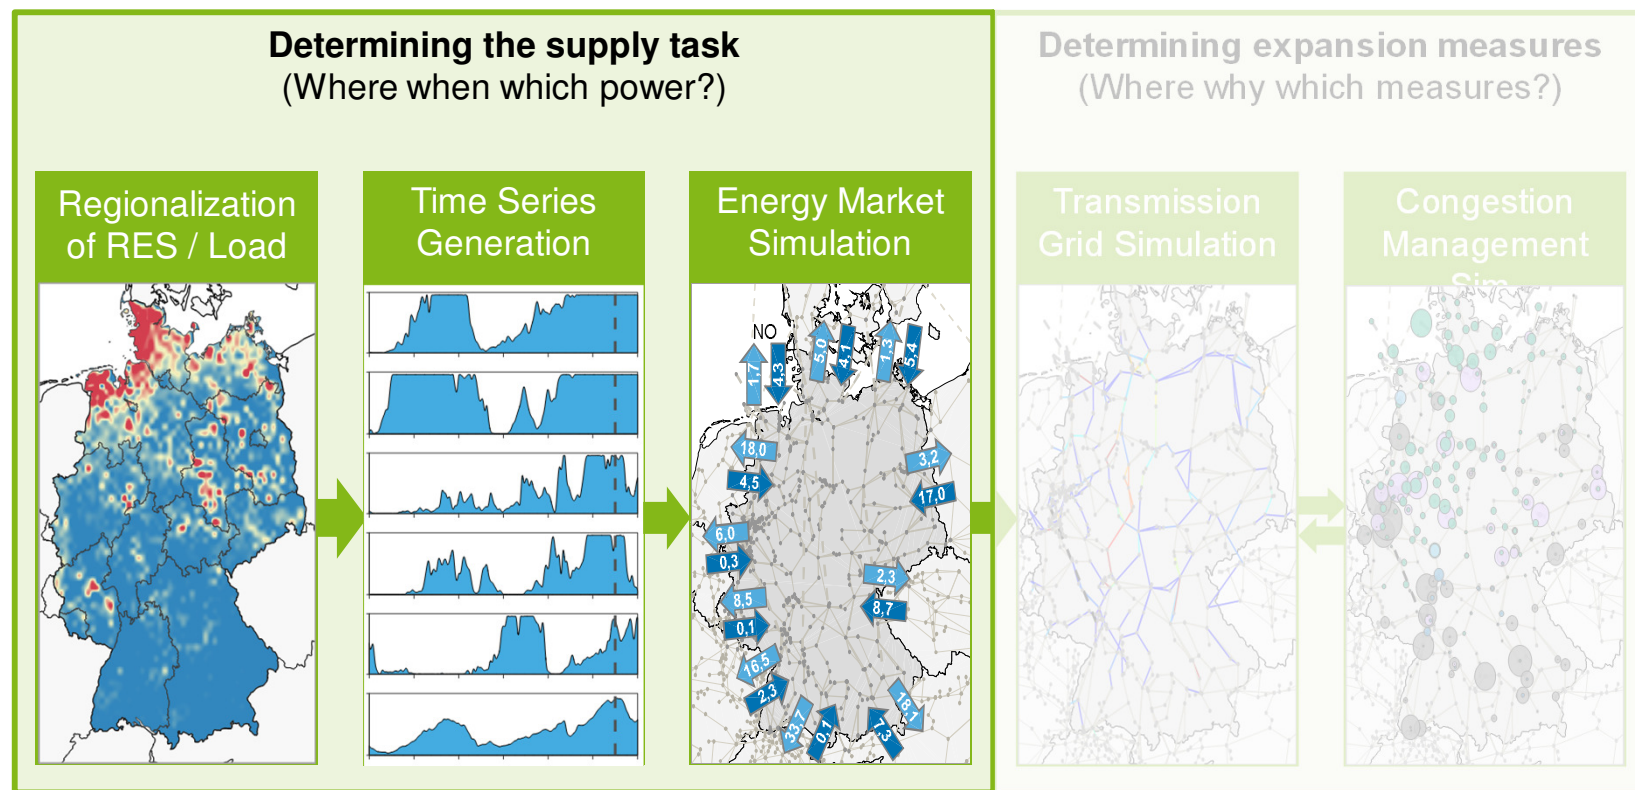 Determining the supply task
(Where when which power?)
Determining expansion measures
(Where why which measures?)
Regionalization
of RES / Load
Time Series
Generation
Energy Market
Simulation
Transmission
Grid Simulation
Congestion
Management
Sim
NO
1,7
4,3
5,0
4,1
1,3
5,4
18,0
4,5
3,2
17,0
6,0
0,3
2,3
8,7
8,5
0,1
16,5
2,3
33,7
0,1
7,3
18,1